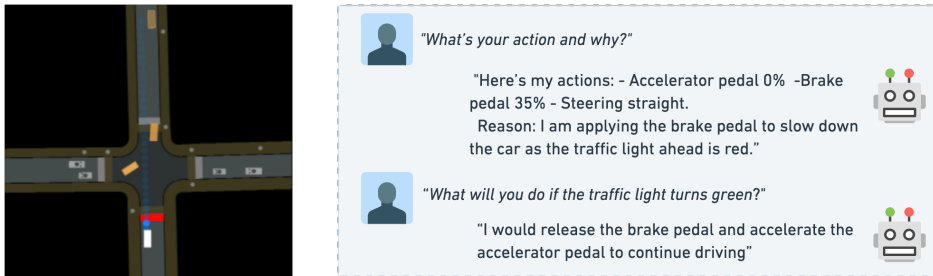 "What's your action and why?"
"Here's my actions: - Accelerator pedal 0% -Brake
pedal 35% - Steering straight.
Reason: I am applying the brake pedal to slow down
the car as the traffic light ahead is red.”
“What will you do if the traffic light turns green?"
“I would release the brake pedal and accelerate the
accelerator pedal to continue driving”